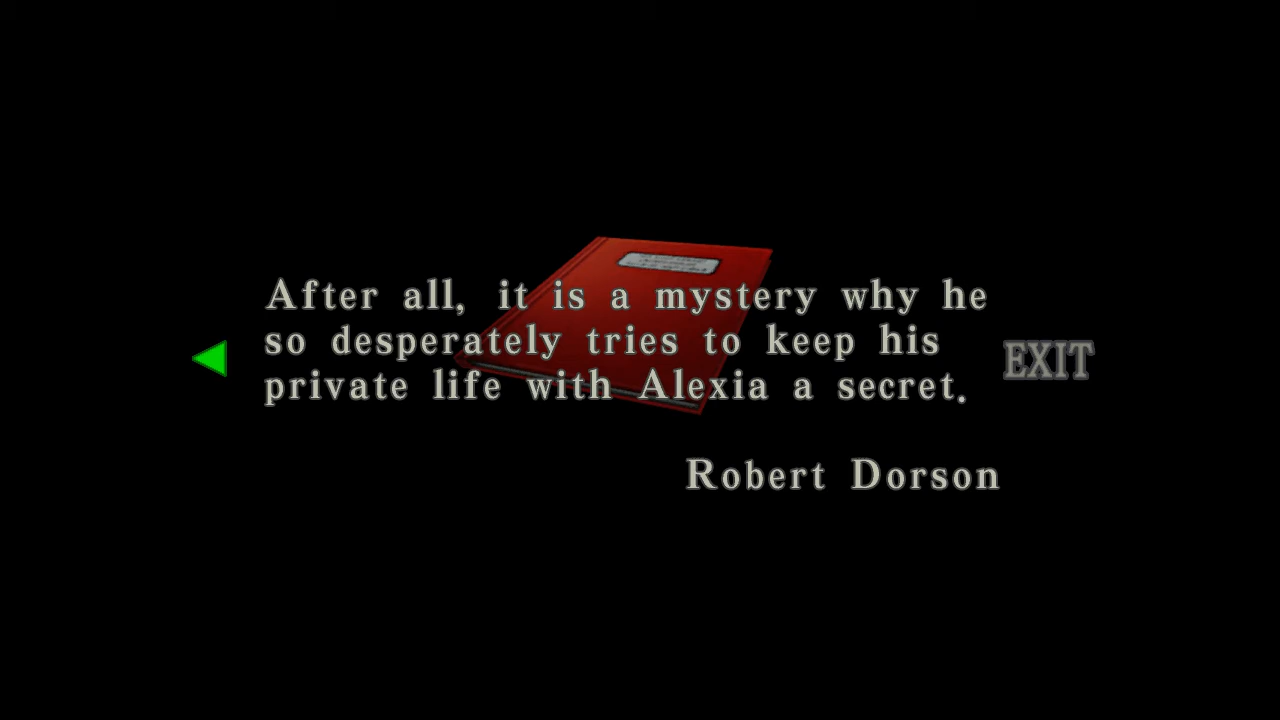 After all, it is a mystery why he
so desperately tries to keep his
private life with Alexia a secret.
EXIT
Robert Dorson